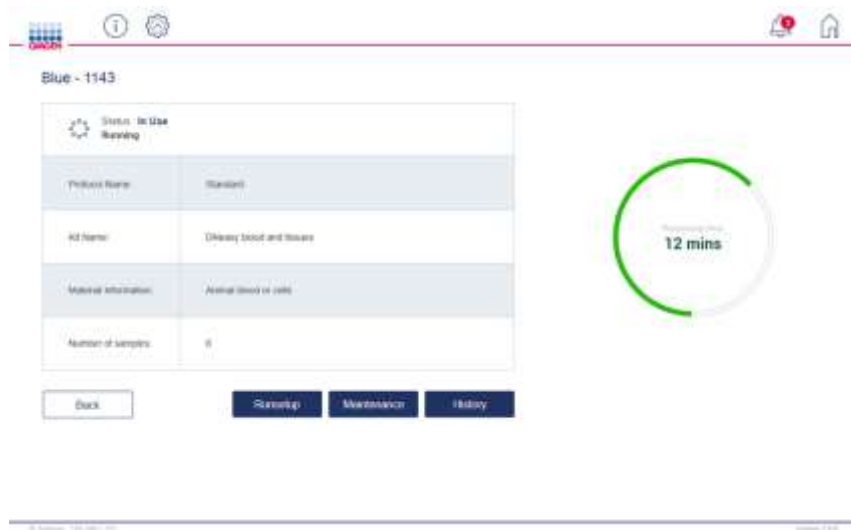 QIAGEN
Blue - 1143
Status: In Use
Running
Protocol Name: Standard
Kit Name: DNeasy blood and tissues
Material Information: Animal blood or cells
Number of samples:
12 mins
Back Runsetup Maintenance History